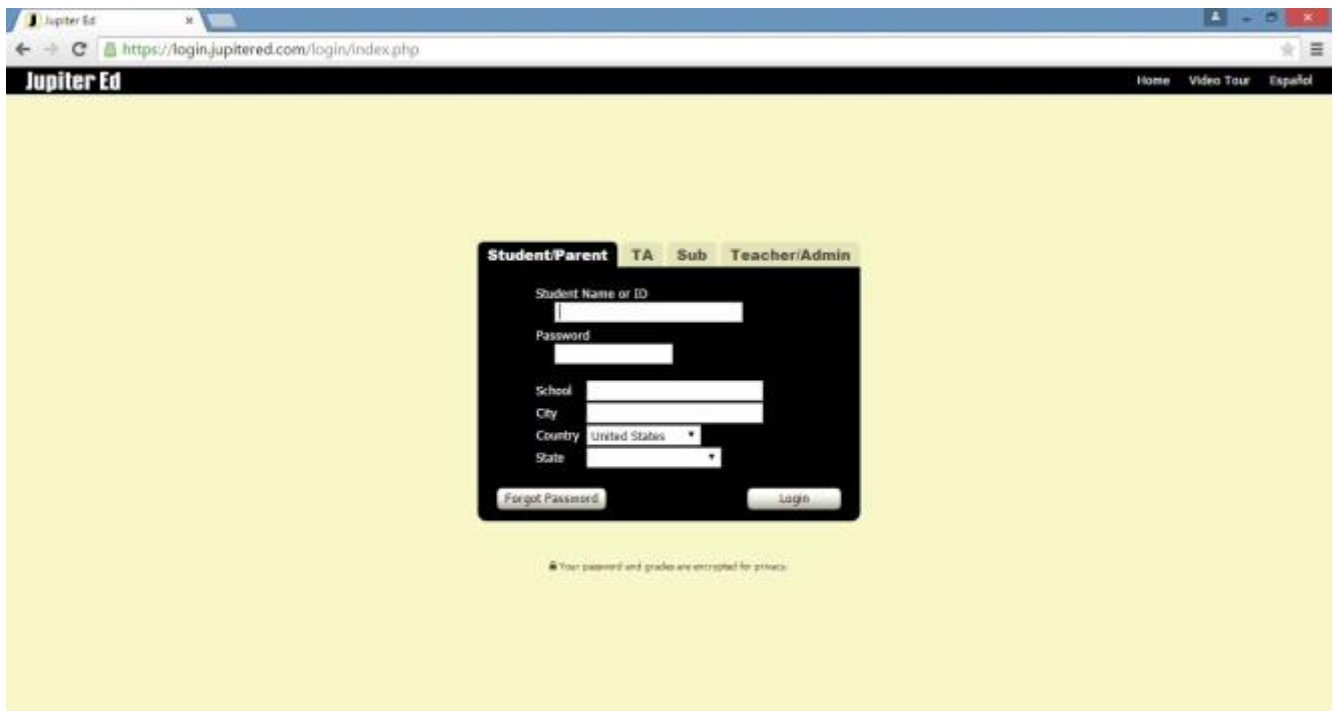 Jupiter Ed
https://login.jupitered.com/login/index.php
Jupiter Ed Home Video Tour Español
Student/Parent TA Sub Teacher/Admin
Student Name or ID
Password
School
City
Country United States
State
Forgot Password Login
Your password and grades are encrypted for privacy.